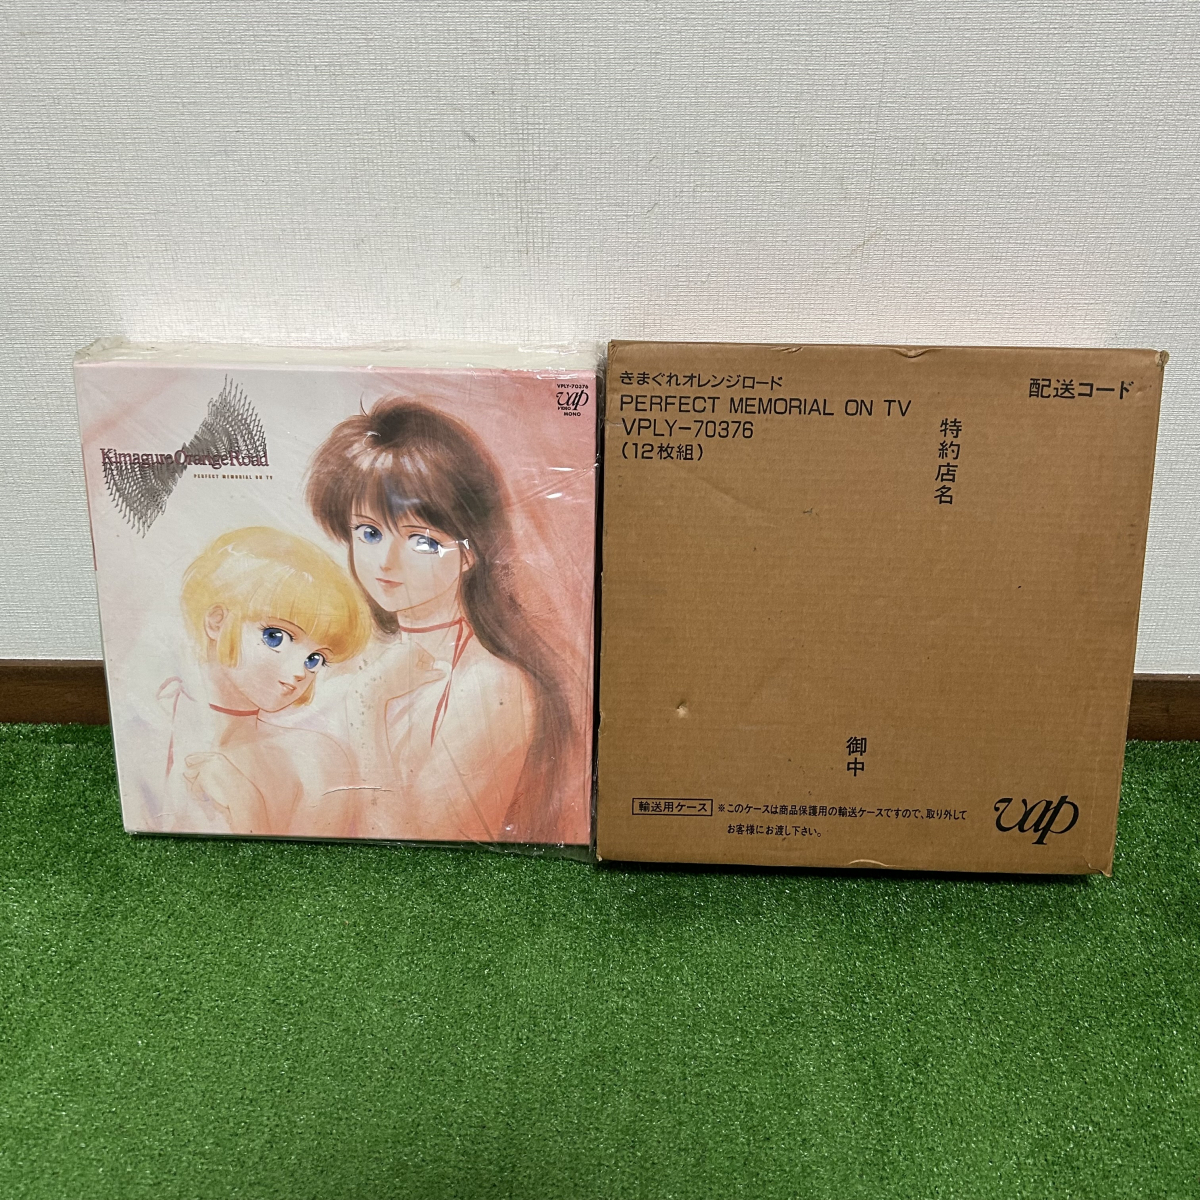 Kimagure Orange Road
PERFECT MEMORIAL ON TV
VPLY-70376
vap
VIDEO
MONO
きまぐれオレンジロード
PERFECT MEMORIAL ON TV
VPLY-70376
(12枚組)
配送コード
特約店名
御中
輸送用ケース ※このケースは商品保護用の輸送ケースですので、取り外して
お客様にお渡し下さい。
vap